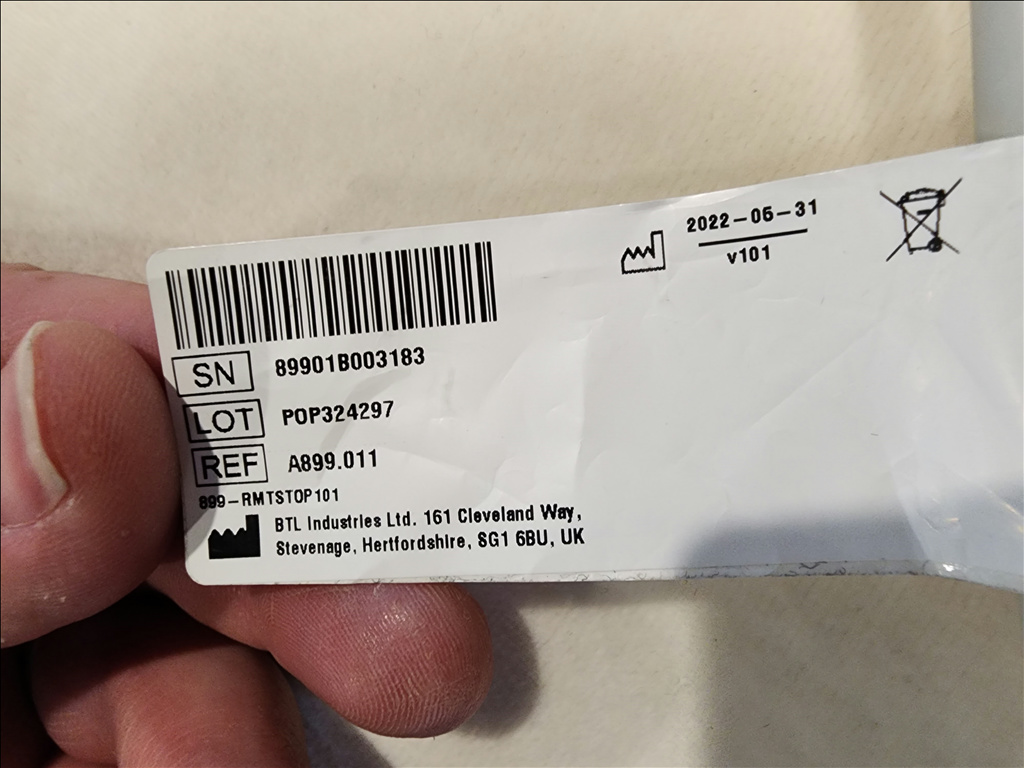 2022-05-31
v101
SN 89901B003183
LOT POP324297
REF A899.011
899-RMTSTOP101
BTL Industries Ltd. 161 Cleveland Way,
Stevenage, Hertfordshire, SG1 6BU, UK